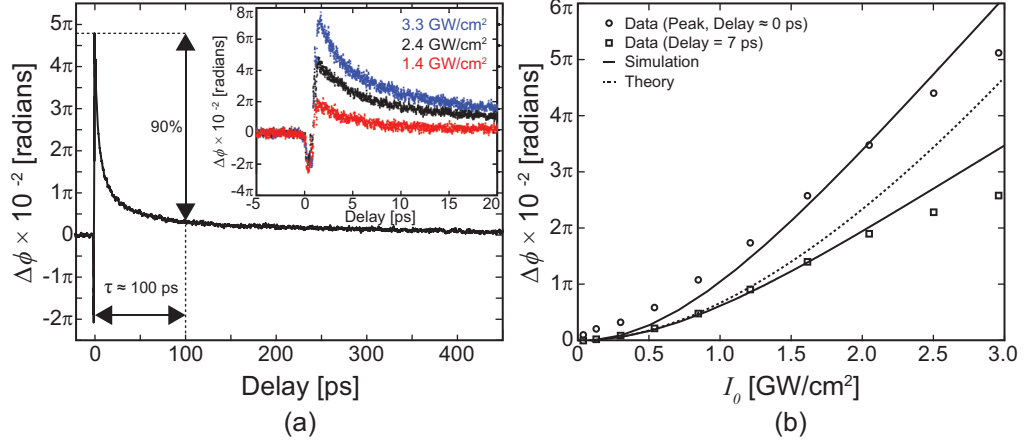 5π
4π
3π
2π
1π
0
-1π
-2π
Δϕ × 10⁻² [radians]
90%
τ ≈ 100 ps
0
100
200
300
400
Delay [ps]
(a)
8π
6π
4π
2π
0
2π
4π
Δϕ × 10⁻² [radians]
3.3 GW/cm²
2.4 GW/cm²
1.4 GW/cm²
-5
0
5
10
15
20
Delay [ps]
6π
5π
4π
3π
2π
1π
0
Δϕ × 10⁻² [radians]
Data (Peak, Delay ≈ 0 ps)
Data (Delay = 7 ps)
Simulation
Theory
0
0.5
1.0
1.5
2.0
2.5
3.0
I₀ [GW/cm²]
(b)